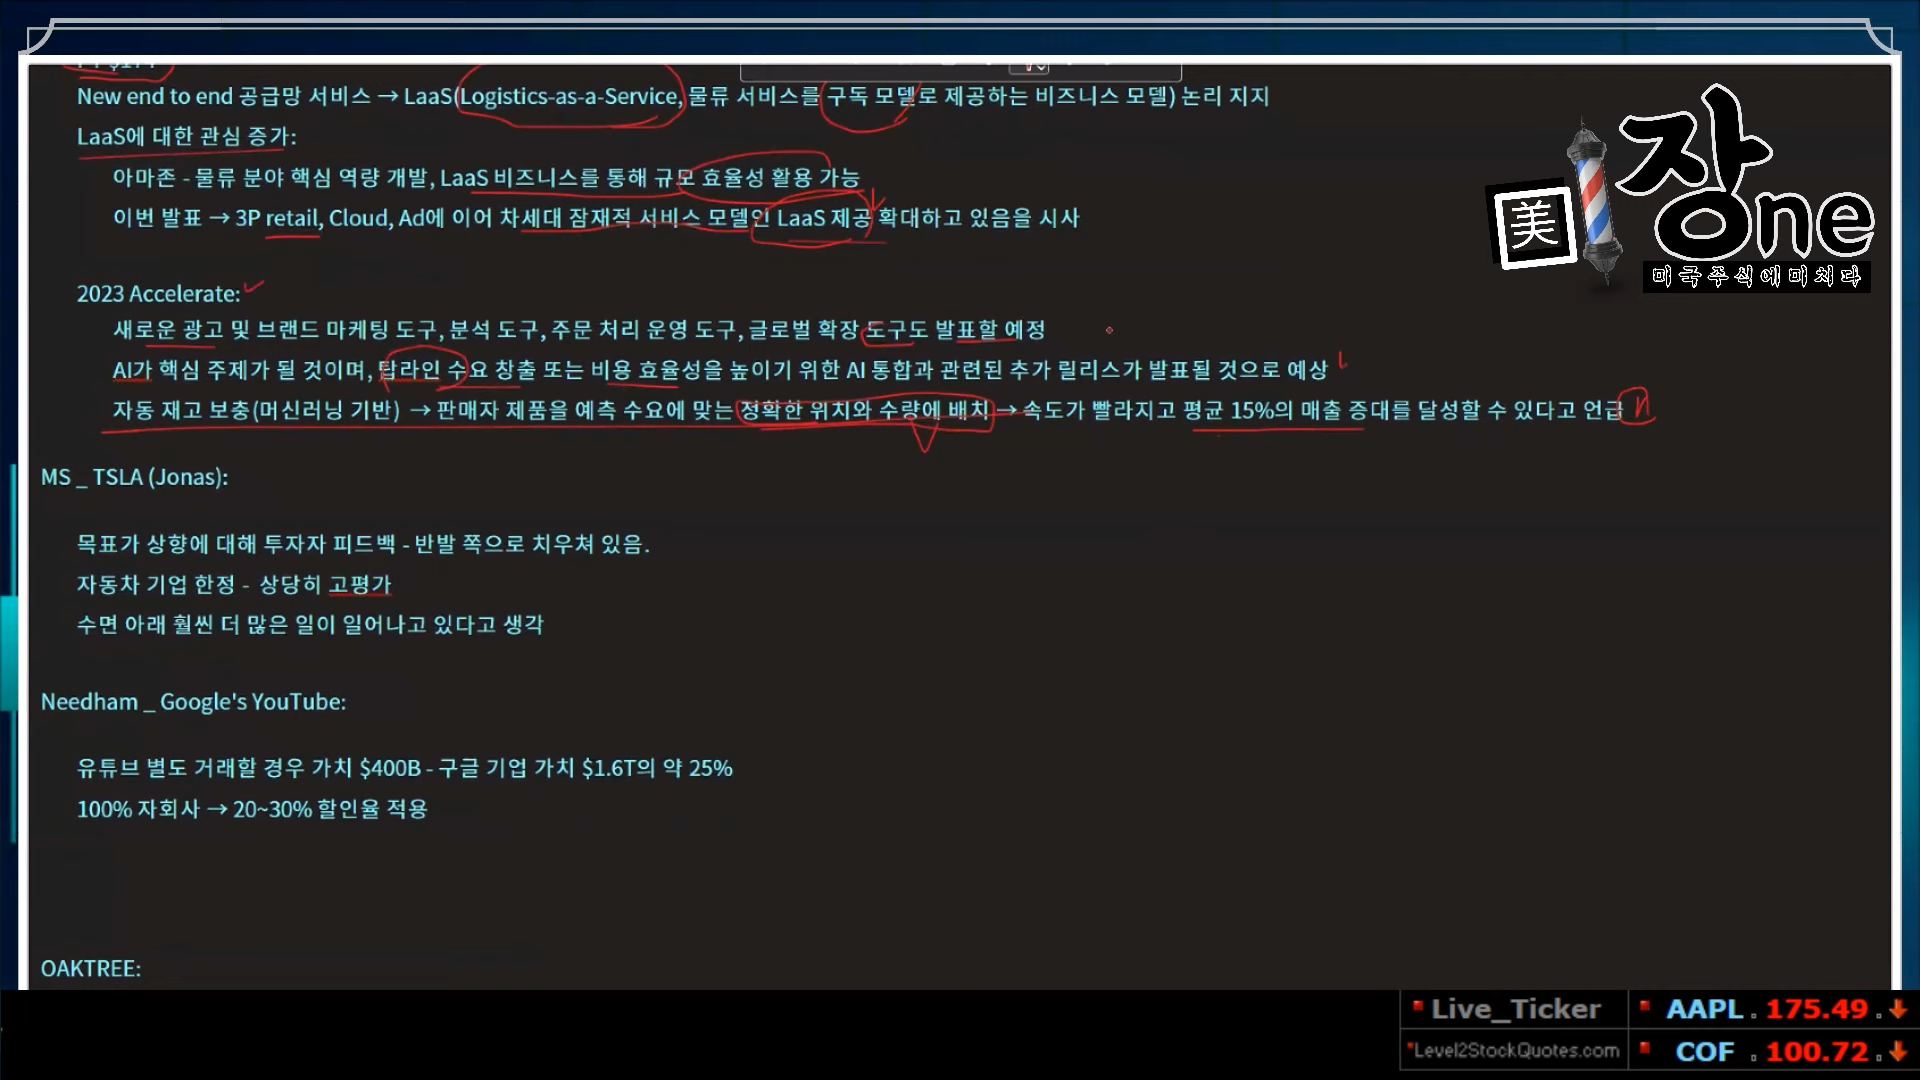 New end to end 공급망 서비스 → LaaS(Logistics-as-a-Service, 물류 서비스를 구독 모델로 제공하는 비즈니스 모델) 논리 지지
LaaS에 대한 관심 증가:
아마존 - 물류 분야 핵심 역량 개발, LaaS 비즈니스를 통해 규모 효율성 활용 가능
이번 발표 → 3P retail, Cloud, Ad에 이어 차세대 잠재적 서비스 모델인 LaaS 제공 확대하고 있음을 시사
2023 Accelerate:
새로운 광고 및 브랜드 마케팅 도구, 분석 도구, 주문 처리 운영 도구, 글로벌 확장 도구도 발표할 예정
AI가 핵심 주제가 될 것이며, 탑라인 수요 창출 또는 비용 효율성을 높이기 위한 AI 통합과 관련된 추가 릴리스가 발표될 것으로 예상
자동 재고 보충(머신러닝 기반) → 판매자 제품을 예측 수요에 맞는 정확한 위치와 수량에 배치 → 속도가 빨라지고 평균 15%의 매출 증대를 달성할 수 있다고 언급
MS _ TSLA (Jonas):
목표가 상향에 대해 투자자 피드백 - 반발 쪽으로 치우쳐 있음.
자동차 기업 한정 - 상당히 고평가
수면 아래 훨씬 더 많은 일이 일어나고 있다고 생각
Needham _ Google's YouTube:
유튜브 별도 거래할 경우 가치 $400B - 구글 기업 가치 $1.6T의 약 25%
100% 자회사 → 20~30% 할인율 적용
OAKTREE:
美 장one
미국주식에미치다
Live_Ticker
AAPL . 175.49 .
*Level2StockQuotes.com
COF . 100.72 .